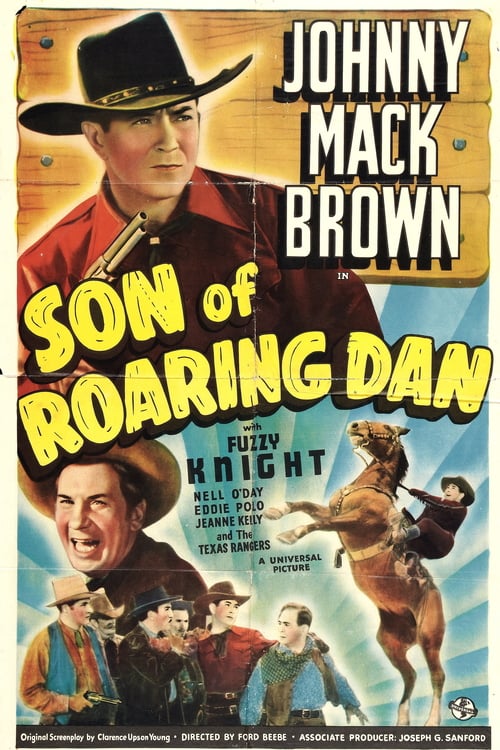 JOHNNY
MACK
BROWN
IN
SON of
ROARING DAN
with
FUZZY
KNIGHT
NELL O'DAY
EDDIE POLO
JEANNE KELLY
and The
TEXAS RANGERS
A UNIVERSAL
PICTURE
Original Screenplay by Clarence Upson Young • DIRECTED BY FORD BEEBE • ASSOCIATE PRODUCER: JOSEPH G. SANFORD